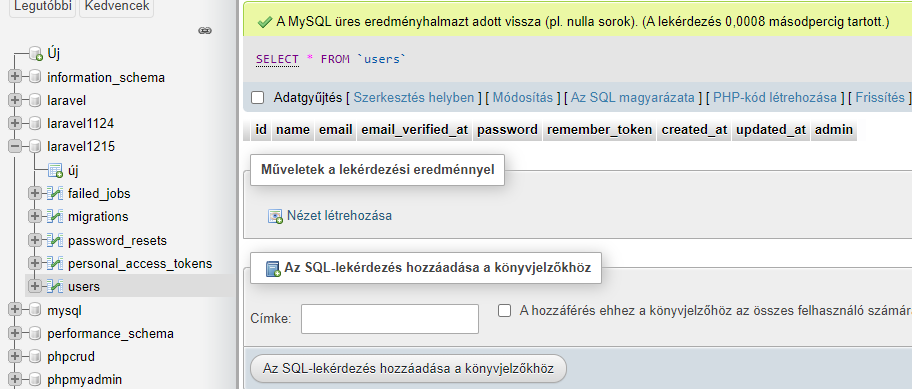 Legutóbbi
Kedvencek
Új
information_schema
laravel
laravel1124
laravel1215
új
failed_jobs
migrations
password_resets
personal_access_tokens
users
mysql
performance_schema
phpcrud
phpmyadmin
A MySQL üres eredményhalmazt adott vissza (pl. nulla sorok). (A lekérdezés 0,0008 másodpercig tartott.)
SELECT * FROM `users`
Adatgyűjtés [ Szerkesztés helyben ] [ Módosítás ] [ Az SQL magyarázata ] [ PHP-kód létrehozása ] [ Frissítés ]
id name email email_verified_at password remember_token created_at updated_at admin
Műveletek a lekérdezési eredménnyel
Nézet létrehozása
Az SQL-lekérdezés hozzáadása a könyvjelzőkhöz
Címke:
A hozzáférés ehhez a könyvjelzőhöz az összes felhasználó számár
Az SQL-lekérdezés hozzáadása a könyvjelzőkhöz